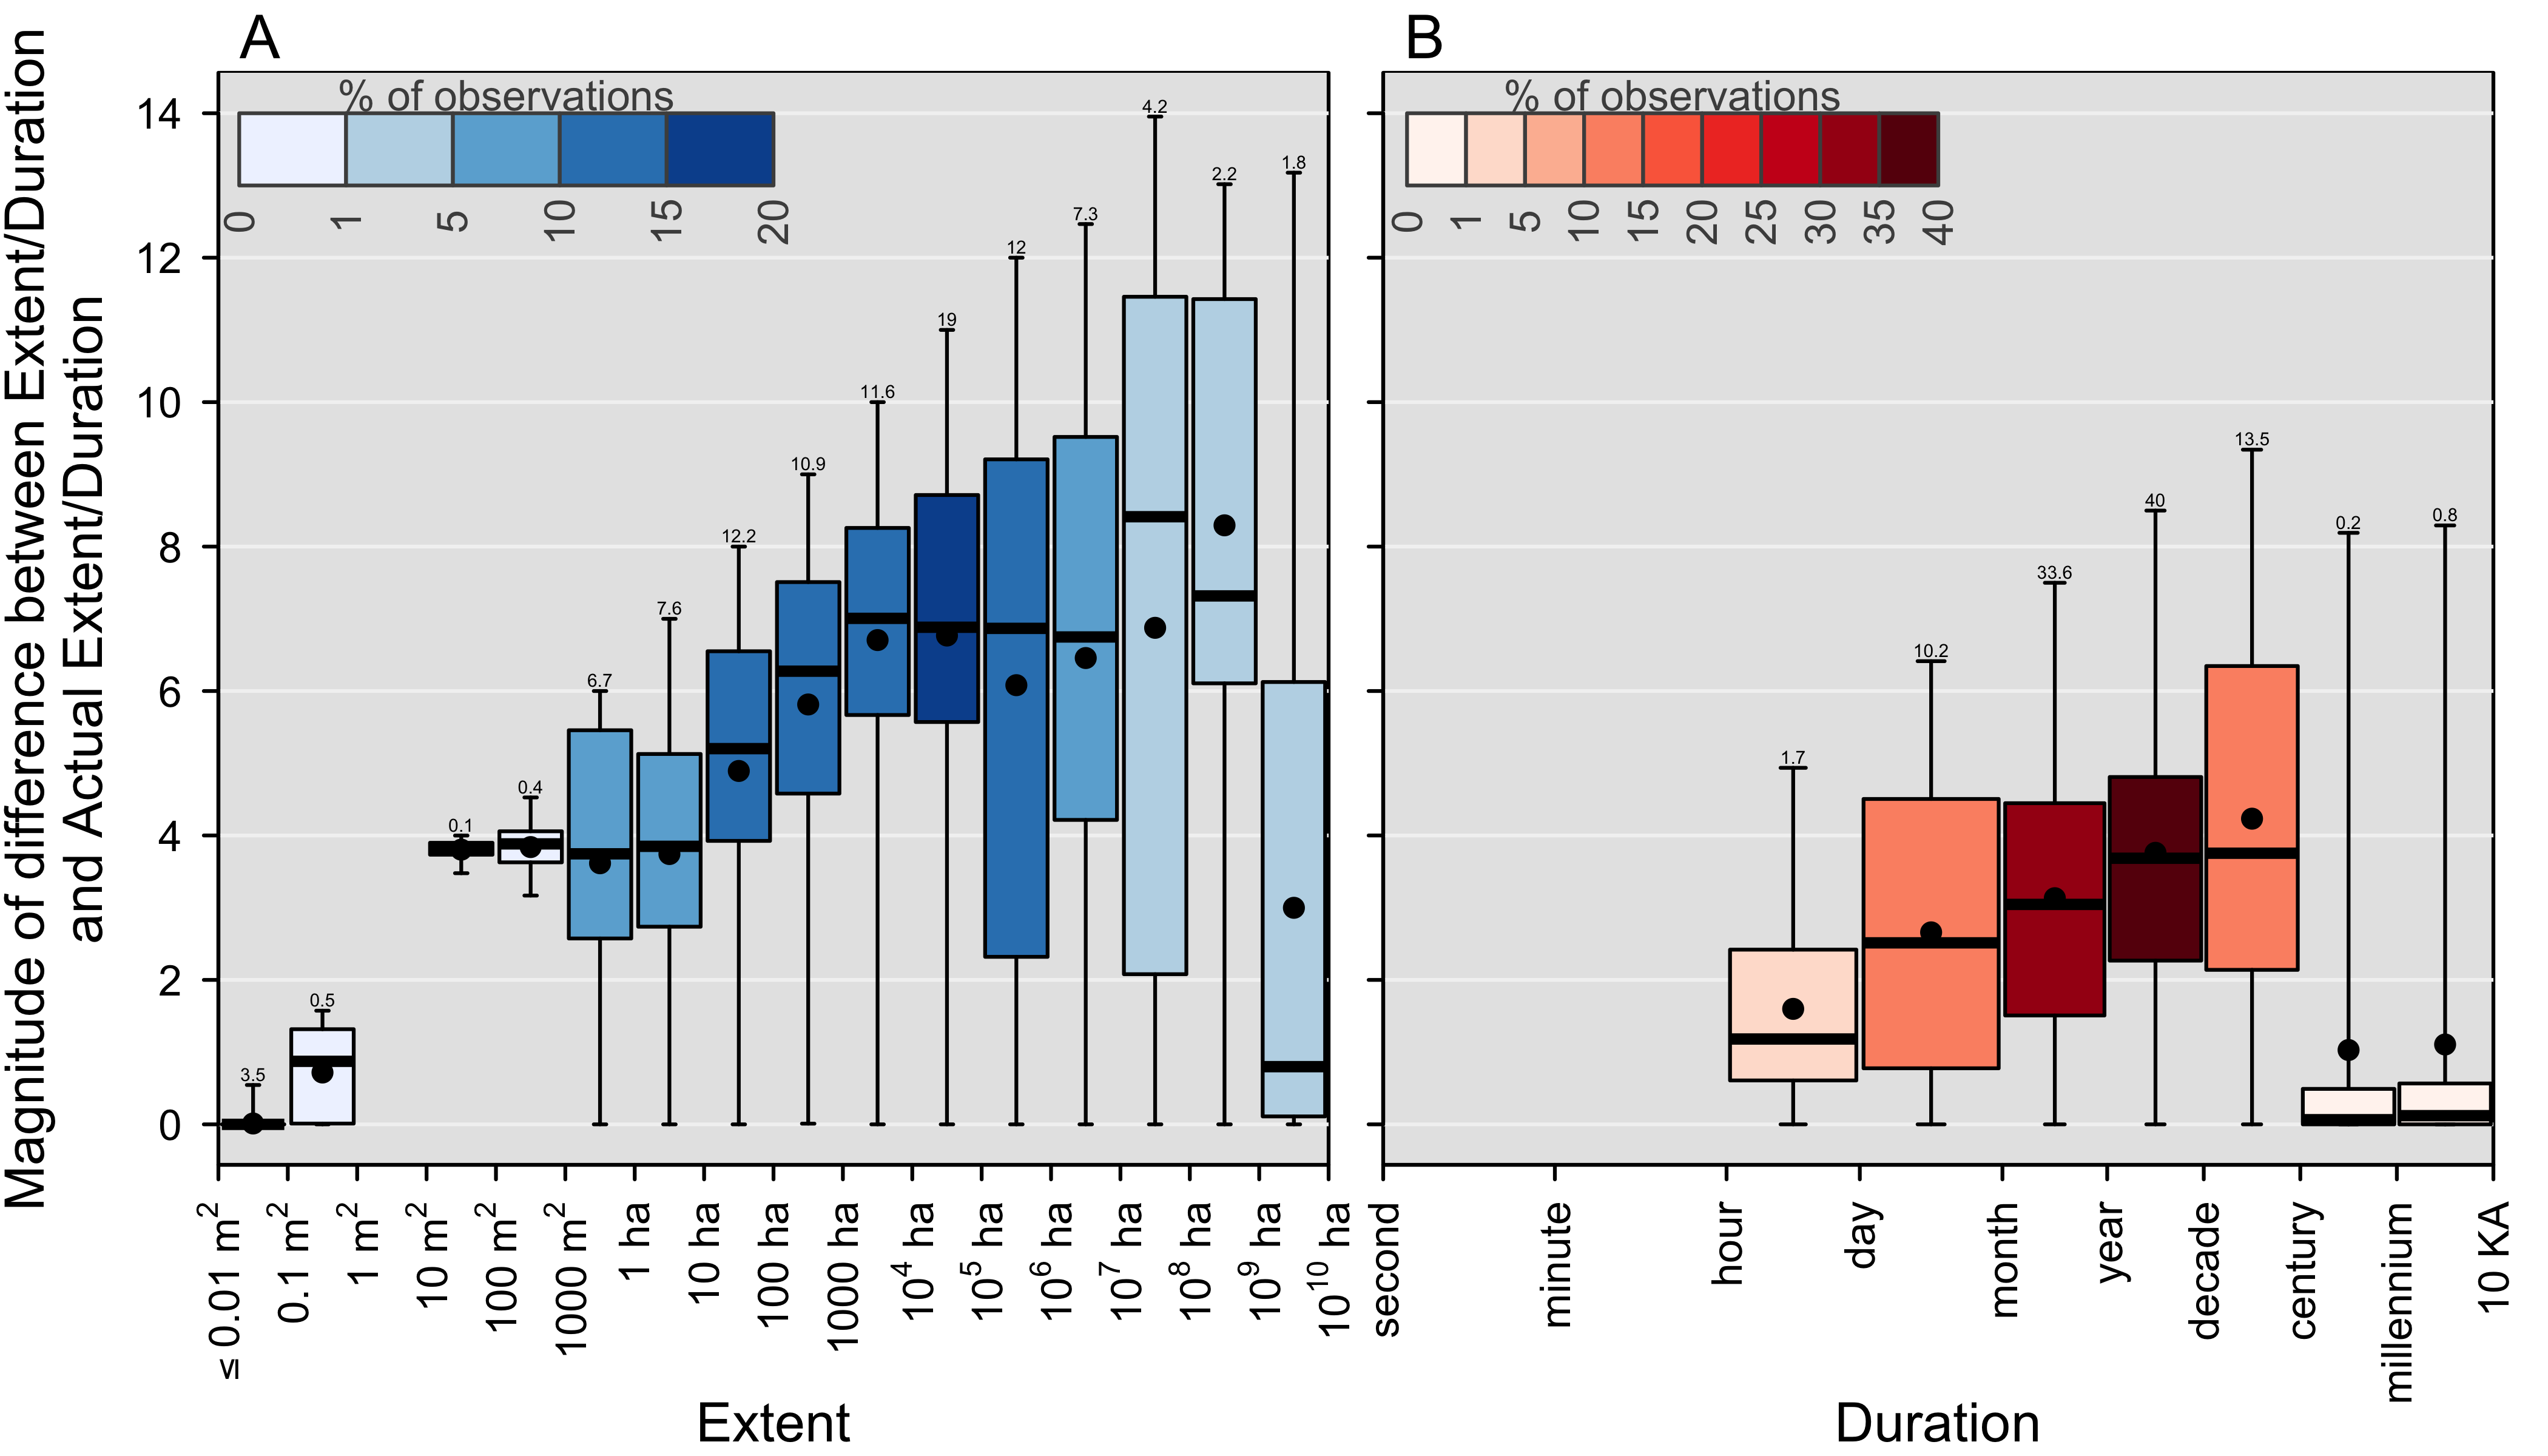 A
B
Magnitude of difference between Extent/Duration
and Actual Extent/Duration
% of observations
0 1 5 10 15 20
% of observations
0 1 5 10 15 20 25 30 35 40
14
12
10
8
6
4
2
0
3.5
0.5
0.1
0.4
6.7
7.6
12.2
10.9
11.6
19
12
7.3
4.2
2.2
1.8
1.7
10.2
33.6
40
13.5
0.2
0.8
≤ 0.01 m²
0.1 m²
1 m²
10 m²
100 m²
1000 m²
1 ha
10 ha
100 ha
1000 ha
10⁴ ha
10⁵ ha
10⁶ ha
10⁷ ha
10⁸ ha
10⁹ ha
10¹⁰ ha
second
minute
hour
day
month
year
decade
century
millennium
10 KA
Extent
Duration